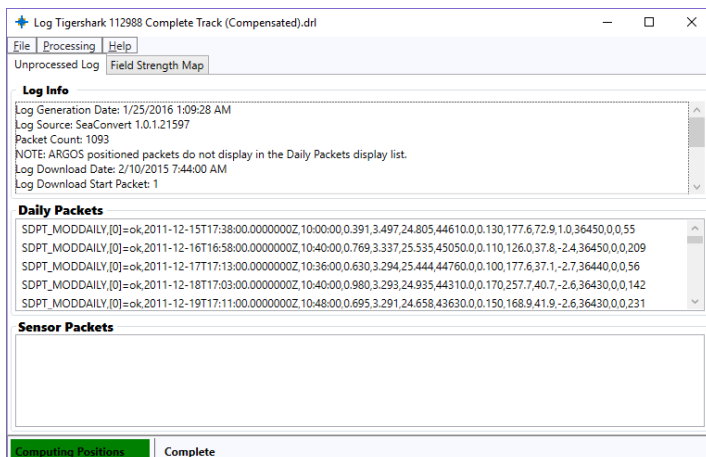 Log Tigershark 112988 Complete Track (Compensated).drl
File Processing Help
Unprocessed Log Field Strength Map
Log Info
Log Generation Date: 1/25/2016 1:09:28 AM
Log Source: SeaConvert 1.0.1.21597
Packet Count: 1093
NOTE: ARGOS positioned packets do not display in the Daily Packets display list.
Log Download Date: 2/10/2015 7:44:00 AM
Log Download Start Packet: 1
Daily Packets
SDPT_MODDAILY,[0]=ok,2011-12-15T17:38:00.0000000Z,10:00:00,0.391,3.497,24.805,44610.0,0.130,177.6,72.9,1.0,36450,0,0,55
SDPT_MODDAILY,[0]=ok,2011-12-16T16:58:00.0000000Z,10:40:00,0.769,3.337,25.535,45050.0,0.110,126.0,37.8,-2.4,36450,0,0,209
SDPT_MODDAILY,[0]=ok,2011-12-17T17:13:00.0000000Z,10:36:00,0.630,3.294,25.444,44760.0,0.100,177.6,37.1,-2.7,36440,0,0,56
SDPT_MODDAILY,[0]=ok,2011-12-18T17:03:00.0000000Z,10:40:00,0.980,3.293,24.935,44310.0,0.170,257.7,40.7,-2.6,36430,0,0,142
SDPT_MODDAILY,[0]=ok,2011-12-19T17:11:00.0000000Z,10:48:00,0.695,3.291,24.658,43630.0,0.150,168.9,41.9,-2.6,36430,0,0,231
Sensor Packets
Computing Positions Complete